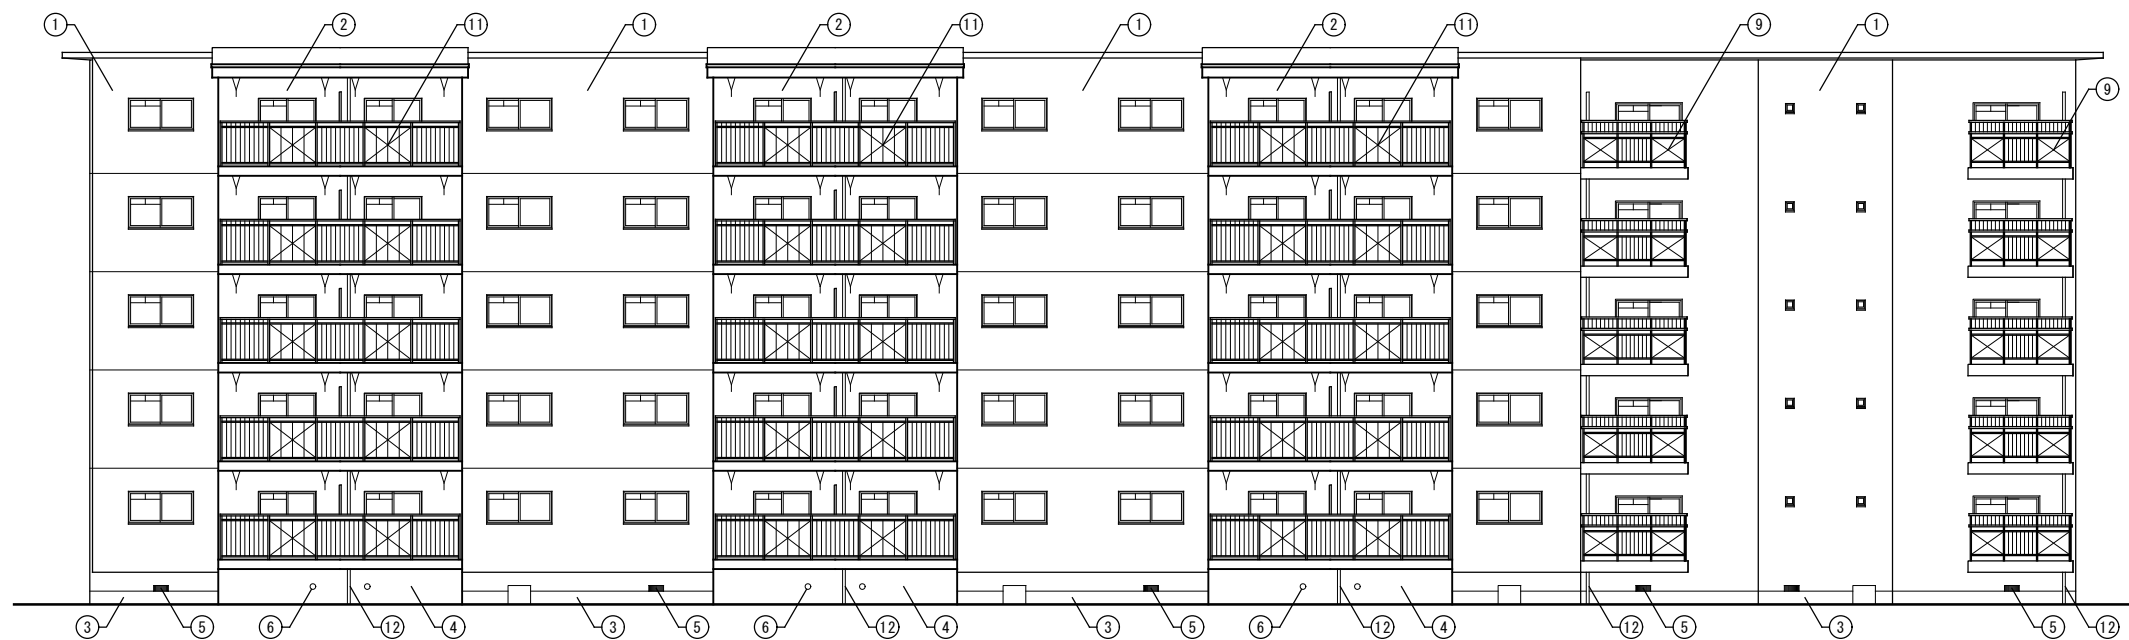 ① ② ⑪ ① ② ⑪ ① ② ⑪ ⑨ ①
⑨
③ ⑤ ⑥ ⑫ ④ ③ ⑤ ⑥ ⑫ ④ ③ ⑤ ⑥ ⑫ ④ ⑫ ⑤ ③ ⑤ ⑫